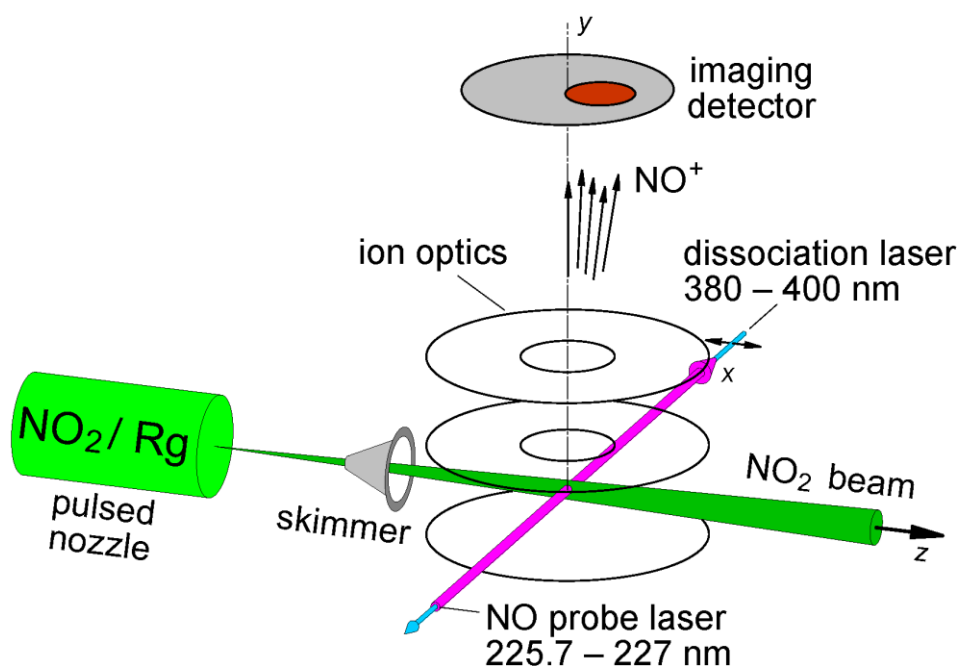 y
imaging
detector
NO⁺
ion optics
dissociation laser
380 – 400 nm
x
NO₂ / Rg
pulsed
nozzle
skimmer
NO₂ beam
z
NO probe laser
225.7 – 227 nm